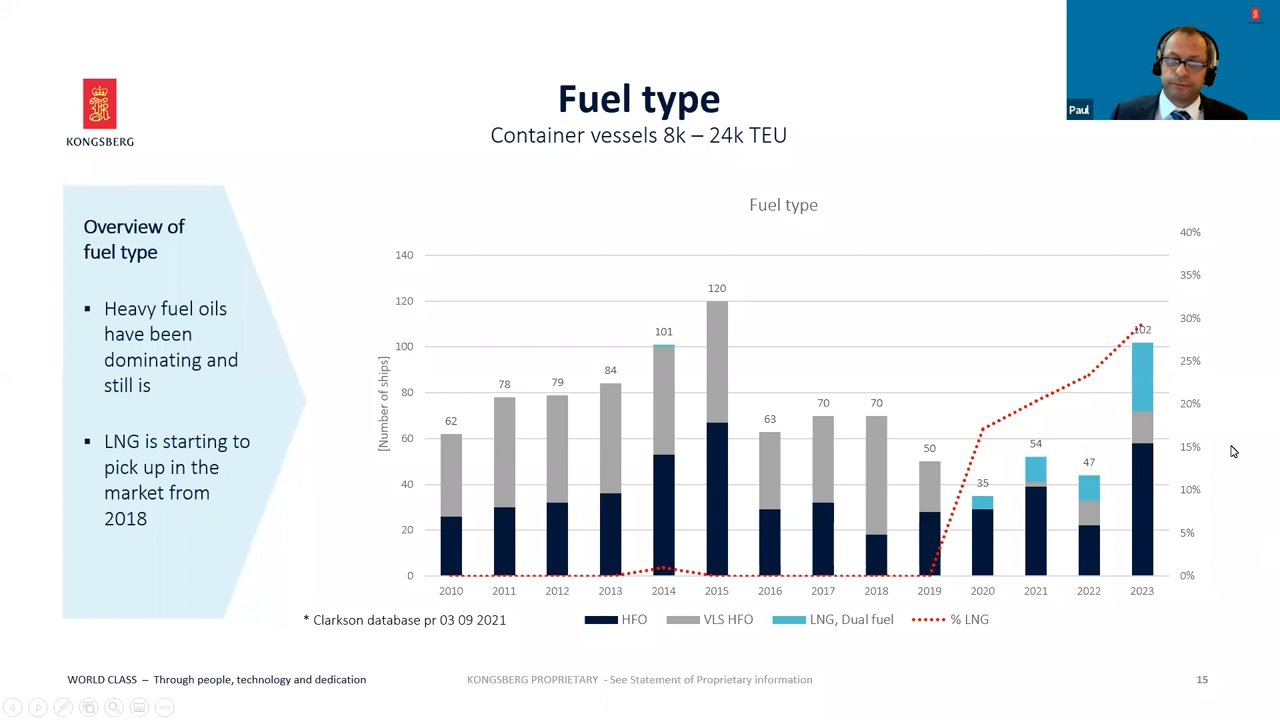 Paul
KONGSBERG
Fuel type
Container vessels 8k – 24k TEU
Overview of
fuel type
▪ Heavy fuel oils
have been
dominating and
still is
▪ LNG is starting to
pick up in the
market from
2018
Fuel type
[Number of ships]
140
120
100
80
60
40
20
0
40%
35%
30%
25%
20%
15%
10%
5%
0%
62
78
79
84
101
120
63
70
70
50
35
54
47
102
2010 2011 2012 2013 2014 2015 2016 2017 2018 2019 2020 2021 2022 2023
HFO VLS HFO LNG, Dual fuel % LNG
* Clarkson database pr 03 09 2021
WORLD CLASS – Through people, technology and dedication
KONGSBERG PROPRIETARY - See Statement of Proprietary information
15